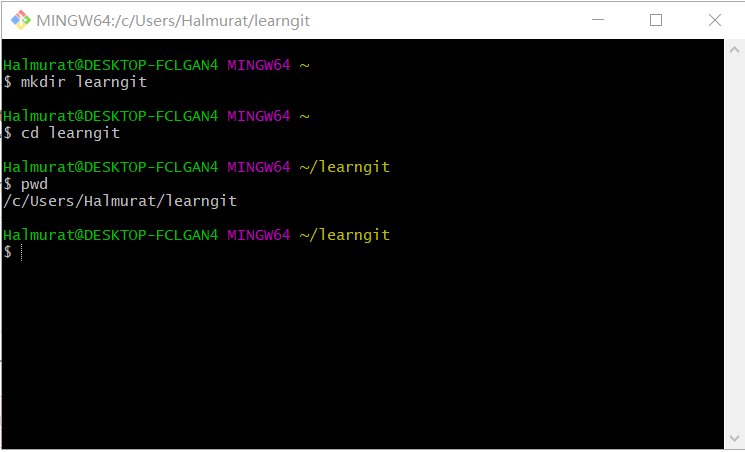 MINGW64:/c/Users/Halmurat/learngit
Halmurat@DESKTOP-FCLGAN4 MINGW64 ~
$ mkdir learngit
Halmurat@DESKTOP-FCLGAN4 MINGW64 ~
$ cd learngit
Halmurat@DESKTOP-FCLGAN4 MINGW64 ~/learngit
$ pwd
/c/Users/Halmurat/learngit
Halmurat@DESKTOP-FCLGAN4 MINGW64 ~/learngit
$